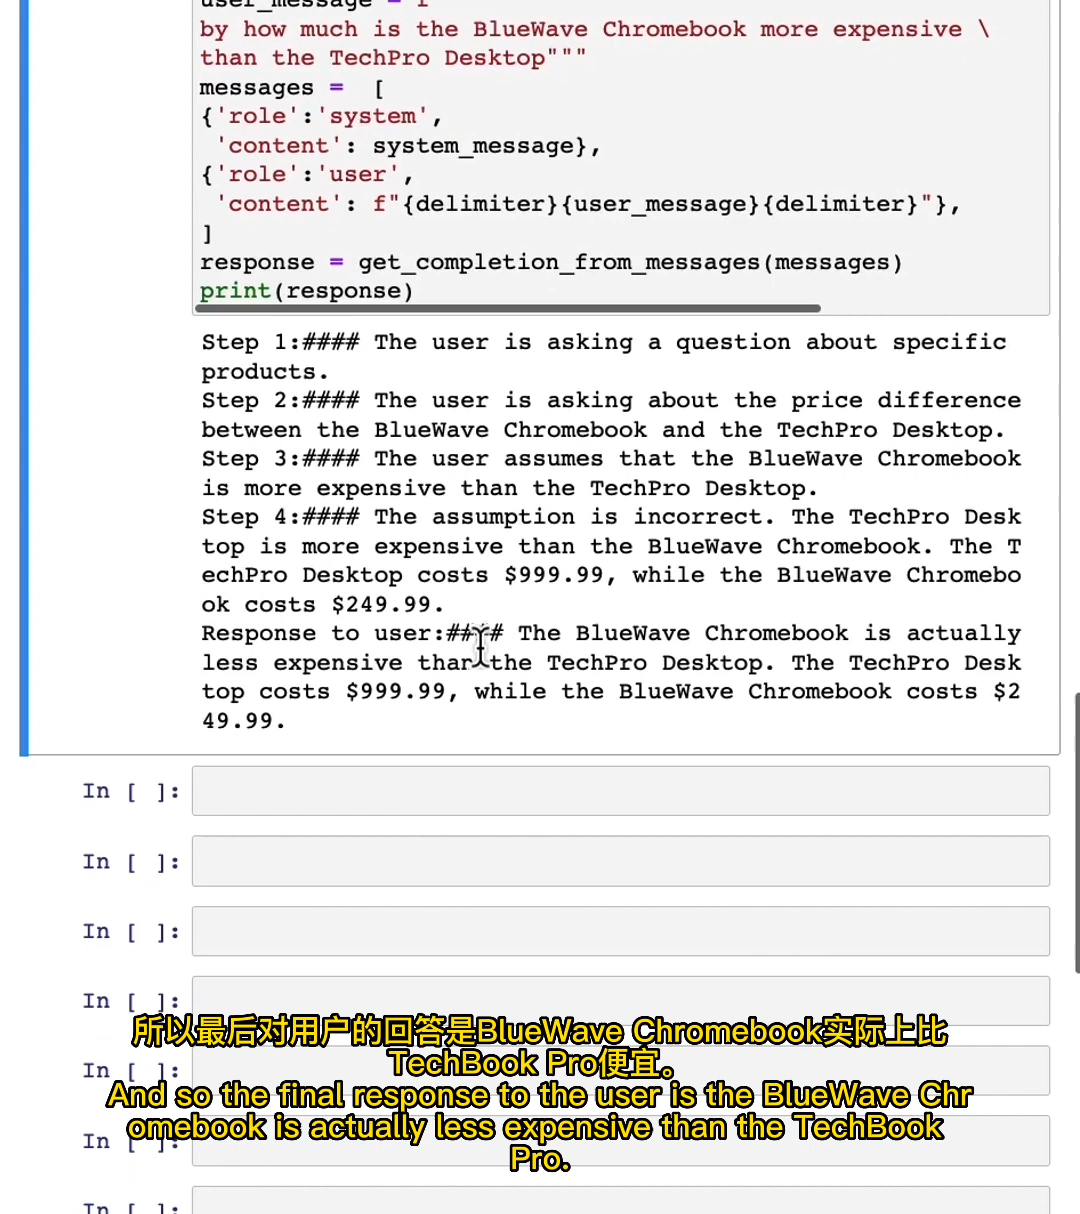 user_message = f"""
by how much is the BlueWave Chromebook more expensive \
than the TechPro Desktop"""
messages =  [
{'role':'system',
 'content': system_message},
{'role':'user',
 'content': f"{delimiter}{user_message}{delimiter}"},
]
response = get_completion_from_messages(messages)
print(response)
Step 1:#### The user is asking a question about specific
products.
Step 2:#### The user is asking about the price difference
between the BlueWave Chromebook and the TechPro Desktop.
Step 3:#### The user assumes that the BlueWave Chromebook
is more expensive than the TechPro Desktop.
Step 4:#### The assumption is incorrect. The TechPro Desk
top is more expensive than the BlueWave Chromebook. The T
echPro Desktop costs $999.99, while the BlueWave Chromebo
ok costs $249.99.
Response to user:#### The BlueWave Chromebook is actually
less expensive than the TechPro Desktop. The TechPro Desk
top costs $999.99, while the BlueWave Chromebook costs $2
49.99.
In [ ]:
In [ ]:
In [ ]:
In [ ]:
所以最后对用户的回答是BlueWave Chromebook实际上比
TechBook Pro便宜。
In [ ]:
And so the final response to the user is the BlueWave Chr
omebook is actually less expensive than the TechBook
In [ ]:
Pro.
In [ ]: